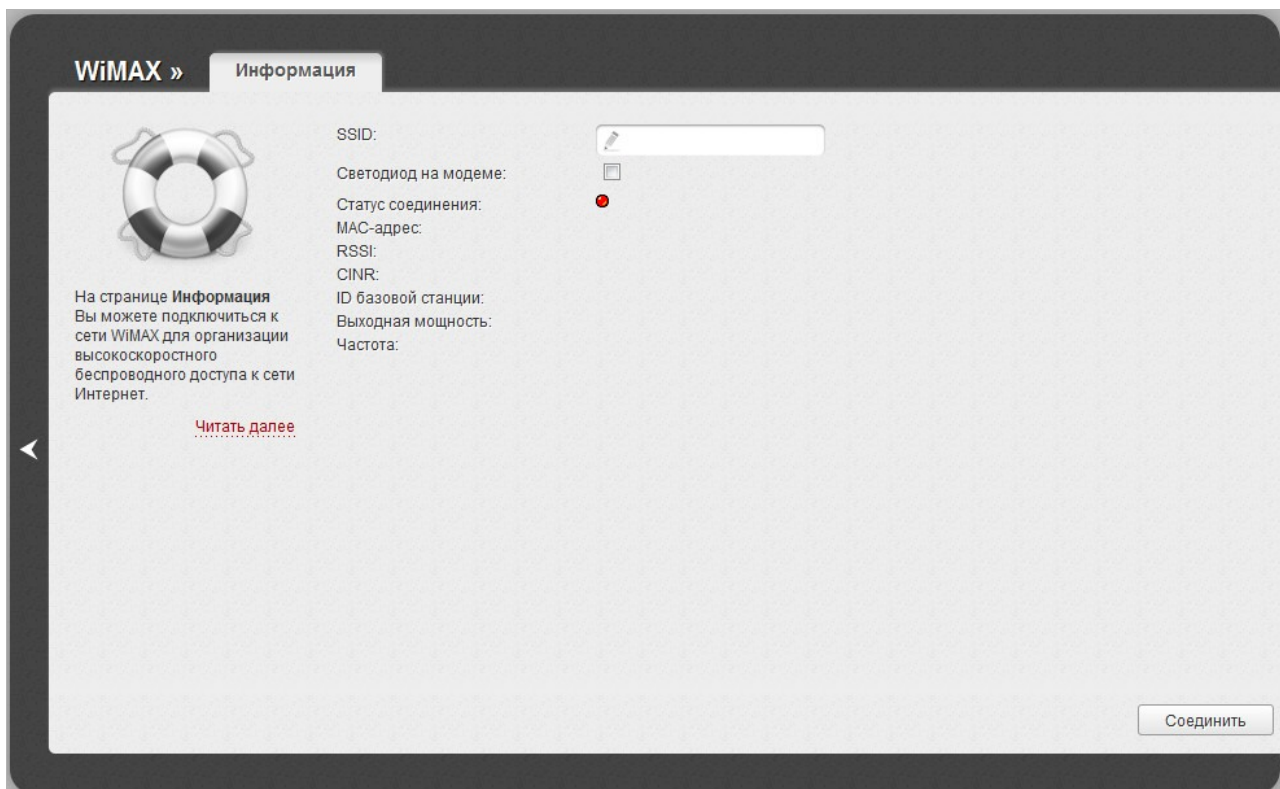 WiMAX » Информация
SSID:
Светодиод на модеме:
Статус соединения:
MAC-адрес:
RSSI:
CINR:
ID базовой станции:
Выходная мощность:
Частота:
На странице Информация
Вы можете подключиться к
сети WiMAX для организации
высокоскоростного
беспроводного доступа к сети
Интернет.
Читать далее
Соединить